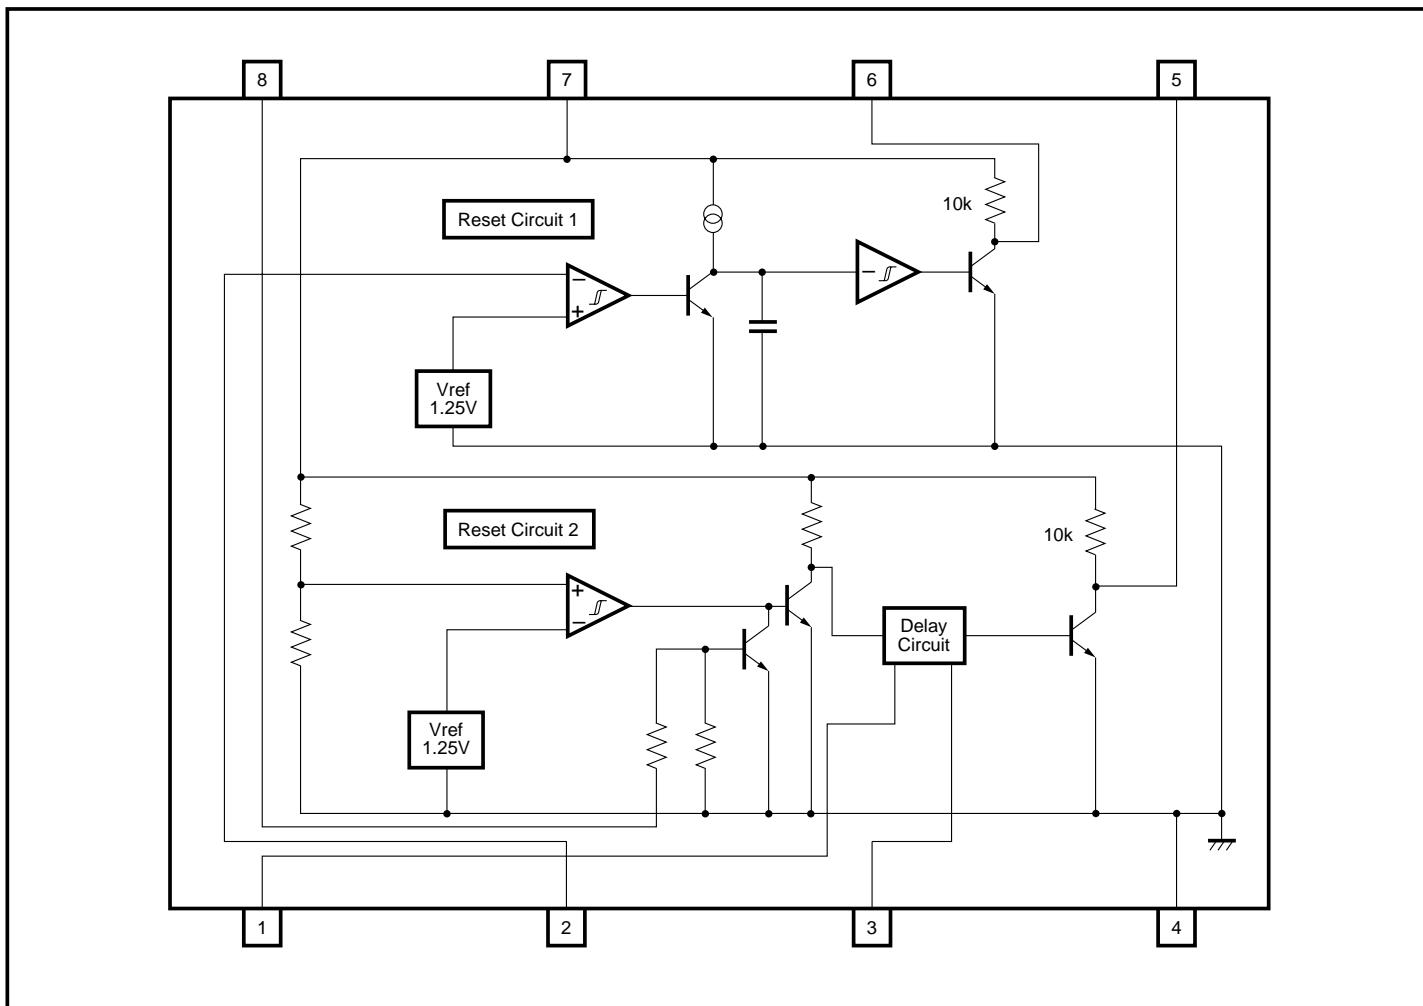 8
7
6
5
10k
Reset Circuit 1
−
+
−
Vref
1.25V
Reset Circuit 2
10k
+
−
Delay
Circuit
Vref
1.25V
1
2
3
4